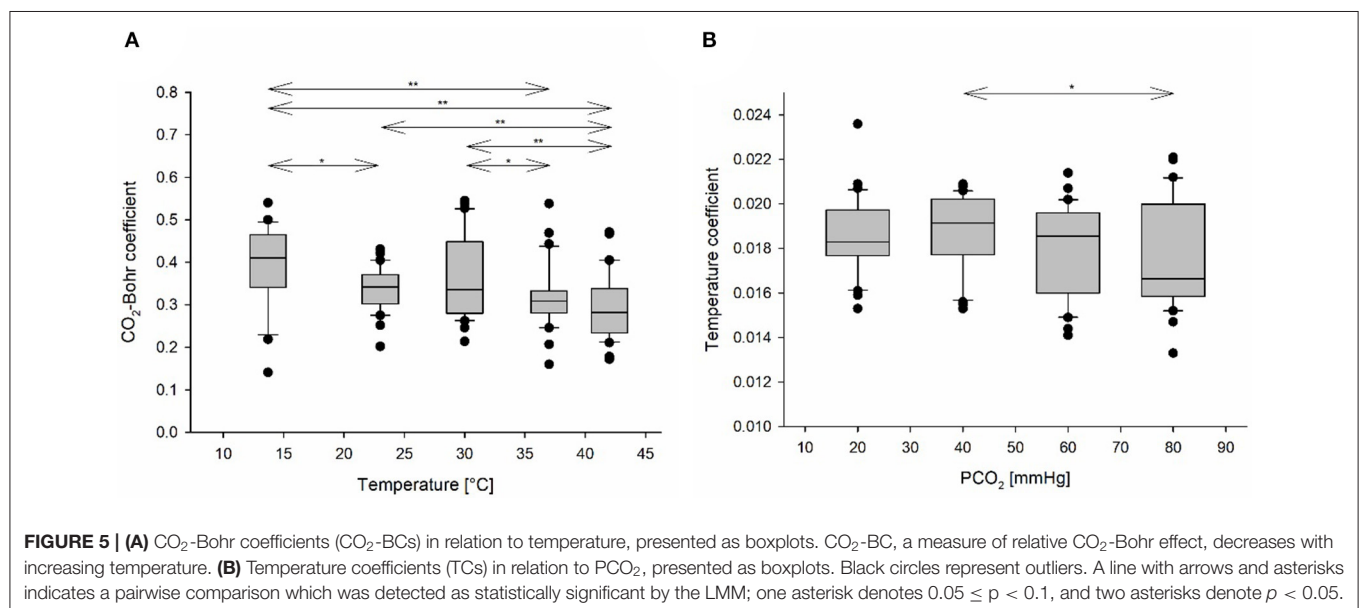 A
B
**
**
**
**
*
*
*
0.8
0.7
0.6
0.5
0.4
0.3
0.2
0.1
0.0
CO₂-Bohr coefficient
10 15 20 25 30 35 40 45
Temperature [°C]
0.024
0.022
0.020
0.018
0.016
0.014
0.012
0.010
Temperature coefficient
10 20 30 40 50 60 70 80 90
PCO₂ [mmHg]
FIGURE 5 | (A) CO₂-Bohr coefficients (CO₂-BCs) in relation to temperature, presented as boxplots. CO₂-BC, a measure of relative CO₂-Bohr effect, decreases with
increasing temperature. (B) Temperature coefficients (TCs) in relation to PCO₂, presented as boxplots. Black circles represent outliers. A line with arrows and asterisks
indicates a pairwise comparison which was detected as statistically significant by the LMM; one asterisk denotes 0.05 ≤ p < 0.1, and two asterisks denote p < 0.05.